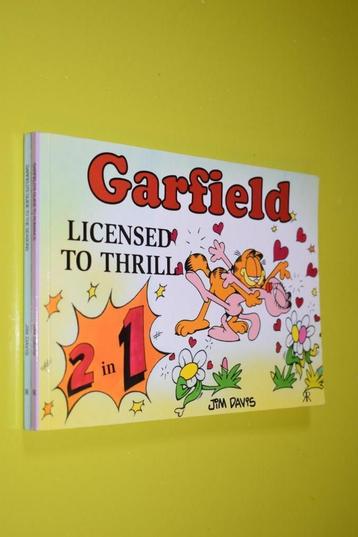 Garfield
LICENSED
TO THRILL
2 in 1
JIM DAVIS